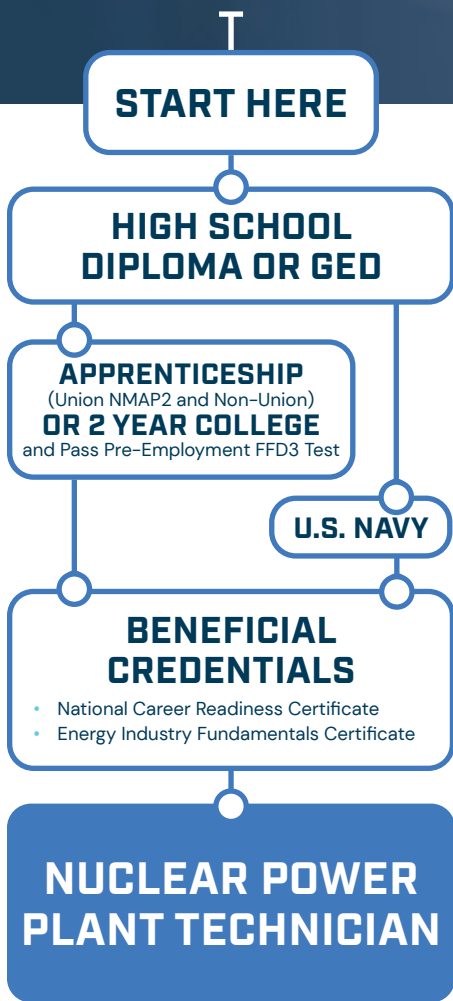 START HERE
HIGH SCHOOL
DIPLOMA OR GED
APPRENTICESHIP
(Union NMAP2 and Non-Union)
OR 2 YEAR COLLEGE
and Pass Pre-Employment FFD3 Test
U.S. NAVY
BENEFICIAL
CREDENTIALS
• National Career Readiness Certificate
• Energy Industry Fundamentals Certificate
NUCLEAR POWER
PLANT TECHNICIAN